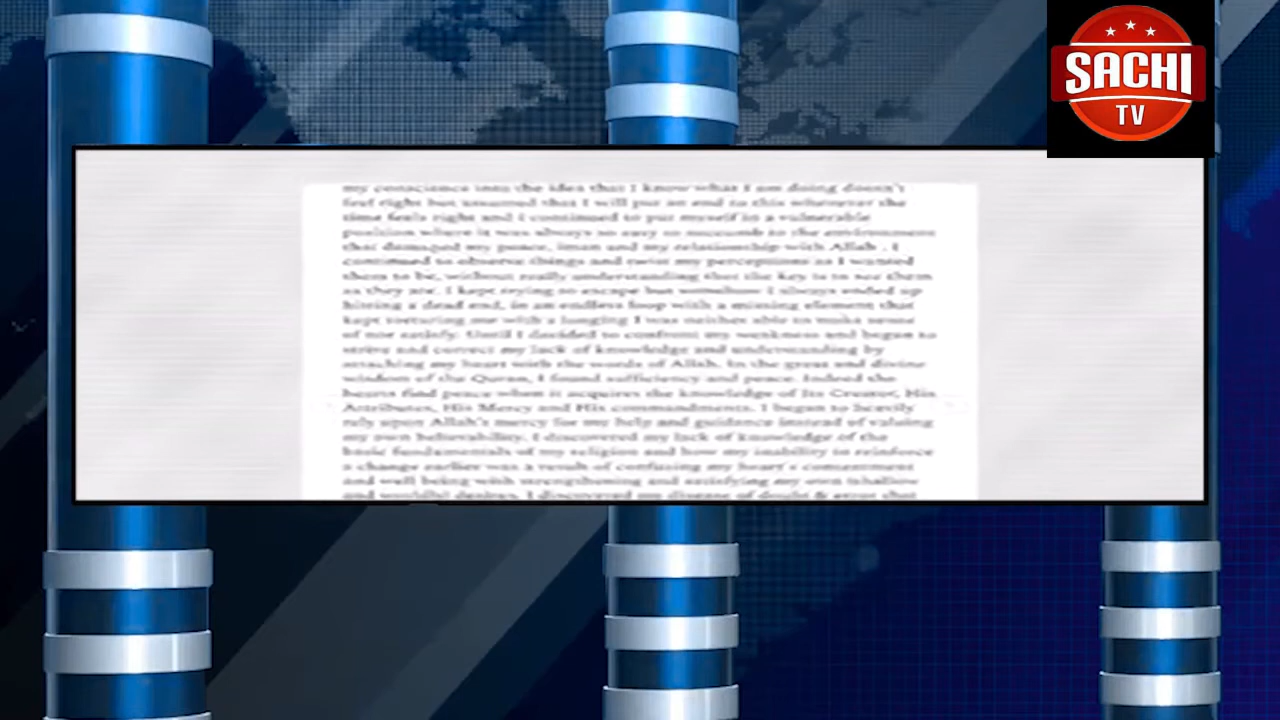 SACHI
TV
my conscience into the idea that I know what I am doing doesn't
feel right but assumed that I will put an end to this whenever the
time feels right and I continued to put myself in a vulnerable
position where it was always so easy to succumb to the environment
that damaged my peace, iman and my relationship with Allah . I
continued to observe things and twist my perceptions as I wanted
them to be, without really understanding that the key is to see them
as they are. I kept trying to escape but somehow I always ended up
hitting a dead end, in an endless loop with a missing element that
kept torturing me with a longing I was neither able to make sense
of nor satisfy. Until I decided to confront my weakness and began to
strive and correct my lack of knowledge and understanding by
attaching my heart with the words of Allah. In the great and divine
wisdom of the Quran, I found sufficiency and peace. Indeed the
hearts find peace when it acquires the knowledge of Its Creator, His
Attributes, His Mercy and His commandments. I began to heavily
rely upon Allah's mercy for my help and guidance instead of valuing
my own believability. I discovered my lack of knowledge of the
basic fundamentals of my religion and how my inability to reinforce
a change earlier was a result of confusing my heart's contentment
and well being with strengthening and satisfying my own (shallow
and worldly) desires. I discovered my disease of doubt & error that